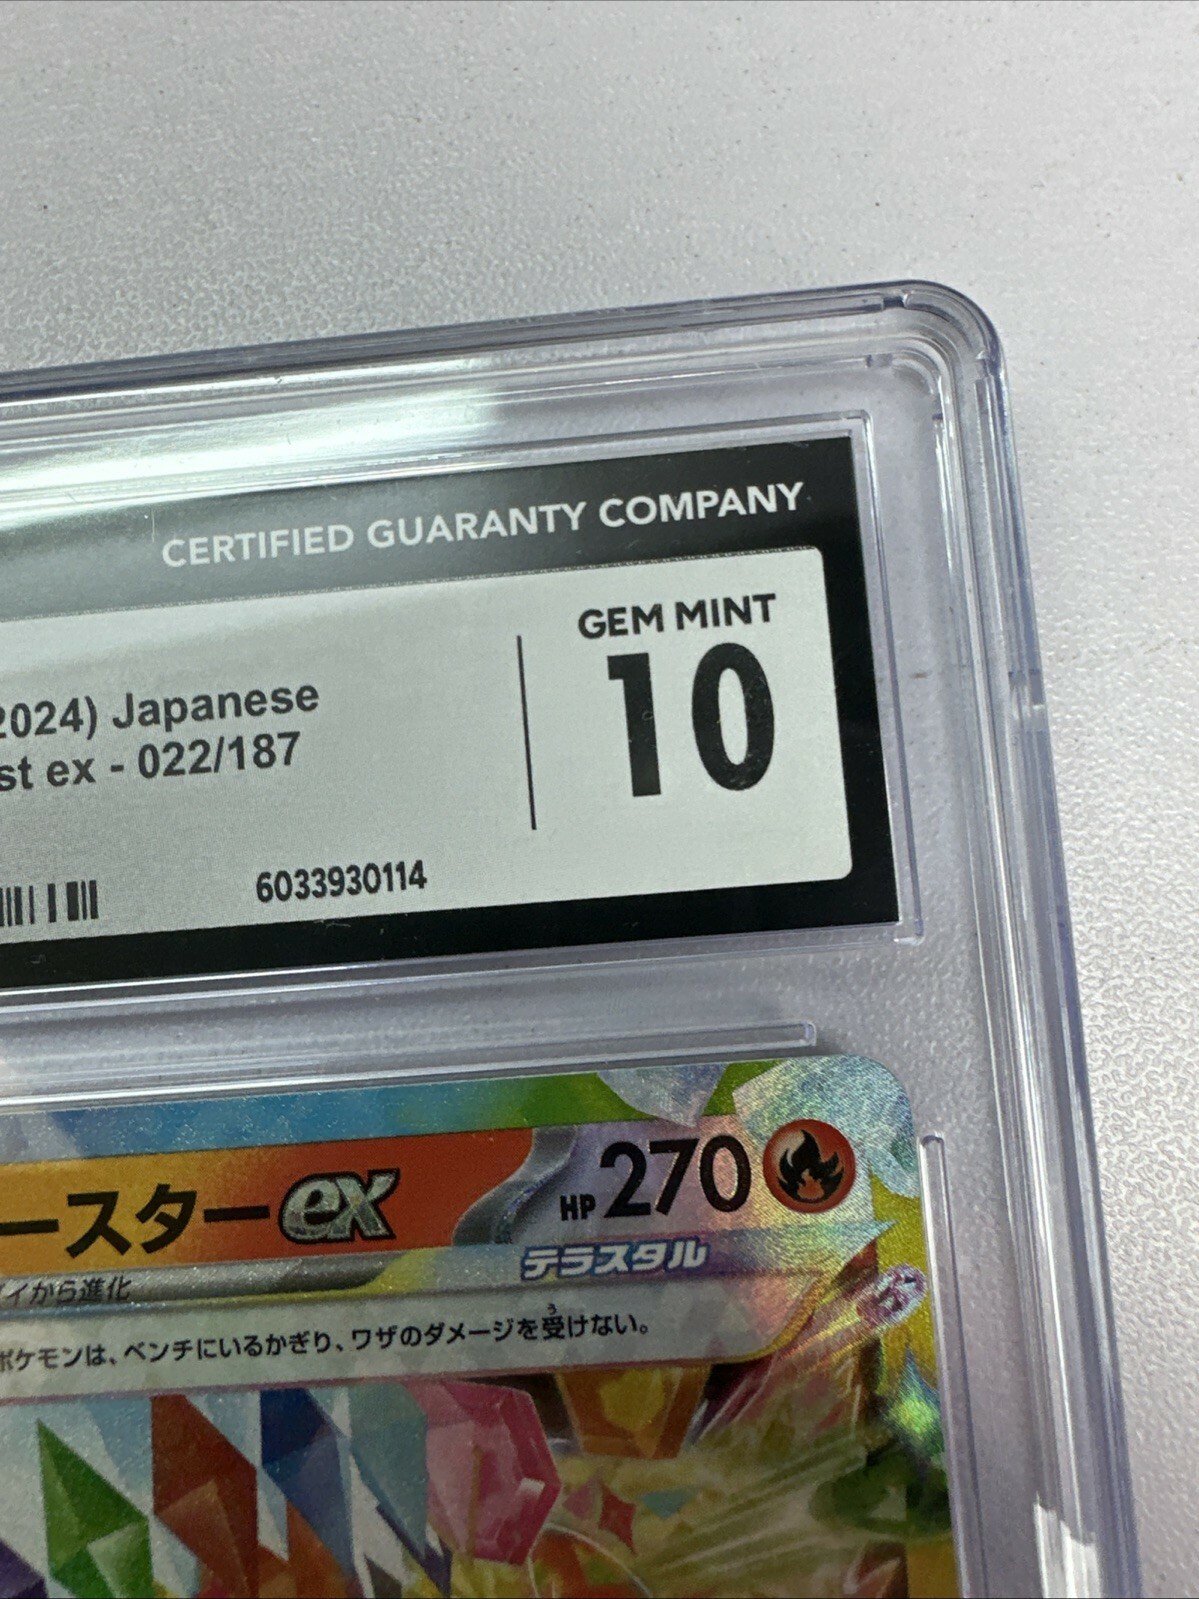 CERTIFIED GUARANTY COMPANY
GEM MINT
10
2024) Japanese
st ex - 022/187
6033930114
ースターex
HP 270
テラスタル
イから進化
ポケモンは、ベンチにいるかぎり、ワザのダメージを受けない。